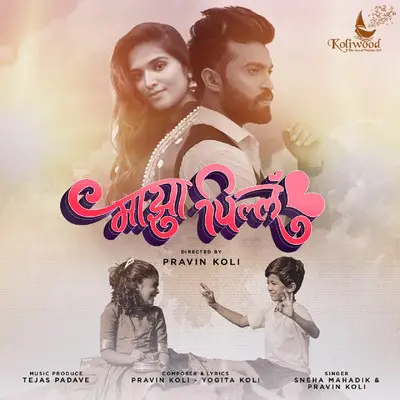 Koliwood
माझा पिल्लू
DIRECTED BY
PRAVIN KOLI
MUSIC PRODUCE
TEJAS PADAVE
COMPOSER & LYRICS
PRAVIN KOLI - YOGITA KOLI
SINGER
SNEHA MAHADIK &
PRAVIN KOLI